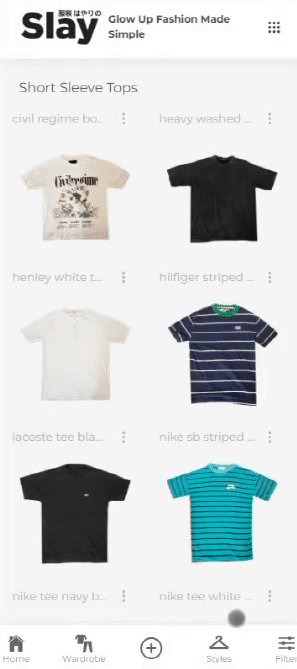 Slay
服装 はやりの
Glow Up Fashion Made
Simple
Short Sleeve Tops
civil regime bo...
heavy washed ...
Civil regime
henley white t...
hilfiger striped ...
lacoste tee bla...
nike sb striped ...
nike tee navy b...
nike tee white ...
Home
Wardrobe
Styles
Filter